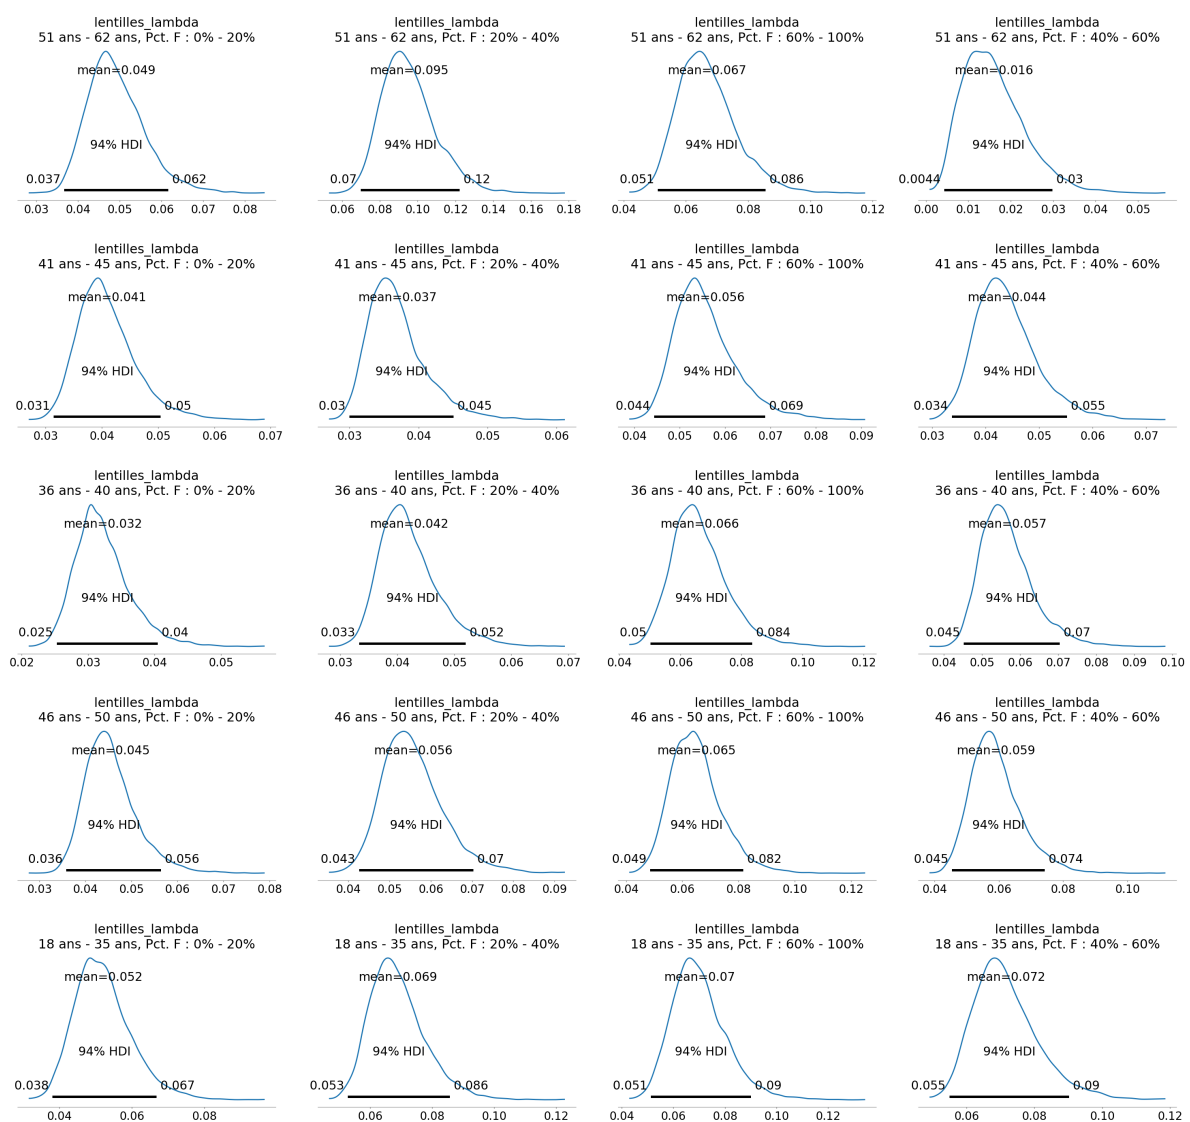 lentilles_lambda
51 ans - 62 ans, Pct. F : 0% - 20%
mean=0.049
94% HDI
0.037 0.062
0.03 0.04 0.05 0.06 0.07 0.08
lentilles_lambda
51 ans - 62 ans, Pct. F : 20% - 40%
mean=0.095
94% HDI
0.07 0.12
0.06 0.08 0.10 0.12 0.14 0.16 0.18
lentilles_lambda
51 ans - 62 ans, Pct. F : 60% - 100%
mean=0.067
94% HDI
0.051 0.086
0.04 0.06 0.08 0.10 0.12
lentilles_lambda
51 ans - 62 ans, Pct. F : 40% - 60%
mean=0.016
94% HDI
0.0044 0.03
0.00 0.01 0.02 0.03 0.04 0.05
lentilles_lambda
41 ans - 45 ans, Pct. F : 0% - 20%
mean=0.041
94% HDI
0.031 0.05
0.03 0.04 0.05 0.06 0.07
lentilles_lambda
41 ans - 45 ans, Pct. F : 20% - 40%
mean=0.037
94% HDI
0.03 0.045
0.03 0.04 0.05 0.06
lentilles_lambda
41 ans - 45 ans, Pct. F : 60% - 100%
mean=0.056
94% HDI
0.044 0.069
0.04 0.05 0.06 0.07 0.08 0.09
lentilles_lambda
41 ans - 45 ans, Pct. F : 40% - 60%
mean=0.044
94% HDI
0.034 0.055
0.03 0.04 0.05 0.06 0.07
lentilles_lambda
36 ans - 40 ans, Pct. F : 0% - 20%
mean=0.032
94% HDI
0.025 0.04
0.02 0.03 0.04 0.05
lentilles_lambda
36 ans - 40 ans, Pct. F : 20% - 40%
mean=0.042
94% HDI
0.033 0.052
0.03 0.04 0.05 0.06 0.07
lentilles_lambda
36 ans - 40 ans, Pct. F : 60% - 100%
mean=0.066
94% HDI
0.05 0.084
0.04 0.06 0.08 0.10 0.12
lentilles_lambda
36 ans - 40 ans, Pct. F : 40% - 60%
mean=0.057
94% HDI
0.045 0.07
0.04 0.05 0.06 0.07 0.08 0.09 0.10
lentilles_lambda
46 ans - 50 ans, Pct. F : 0% - 20%
mean=0.045
94% HDI
0.036 0.056
0.03 0.04 0.05 0.06 0.07 0.08
lentilles_lambda
46 ans - 50 ans, Pct. F : 20% - 40%
mean=0.056
94% HDI
0.043 0.07
0.04 0.05 0.06 0.07 0.08 0.09
lentilles_lambda
46 ans - 50 ans, Pct. F : 60% - 100%
mean=0.065
94% HDI
0.049 0.082
0.04 0.06 0.08 0.10 0.12
lentilles_lambda
46 ans - 50 ans, Pct. F : 40% - 60%
mean=0.059
94% HDI
0.045 0.074
0.04 0.06 0.08 0.10
lentilles_lambda
18 ans - 35 ans, Pct. F : 0% - 20%
mean=0.052
94% HDI
0.038 0.067
0.04 0.06 0.08
lentilles_lambda
18 ans - 35 ans, Pct. F : 20% - 40%
mean=0.069
94% HDI
0.053 0.086
0.06 0.08 0.10 0.12
lentilles_lambda
18 ans - 35 ans, Pct. F : 60% - 100%
mean=0.07
94% HDI
0.051 0.09
0.04 0.06 0.08 0.10 0.12
lentilles_lambda
18 ans - 35 ans, Pct. F : 40% - 60%
mean=0.072
94% HDI
0.055 0.09
0.06 0.08 0.10 0.12